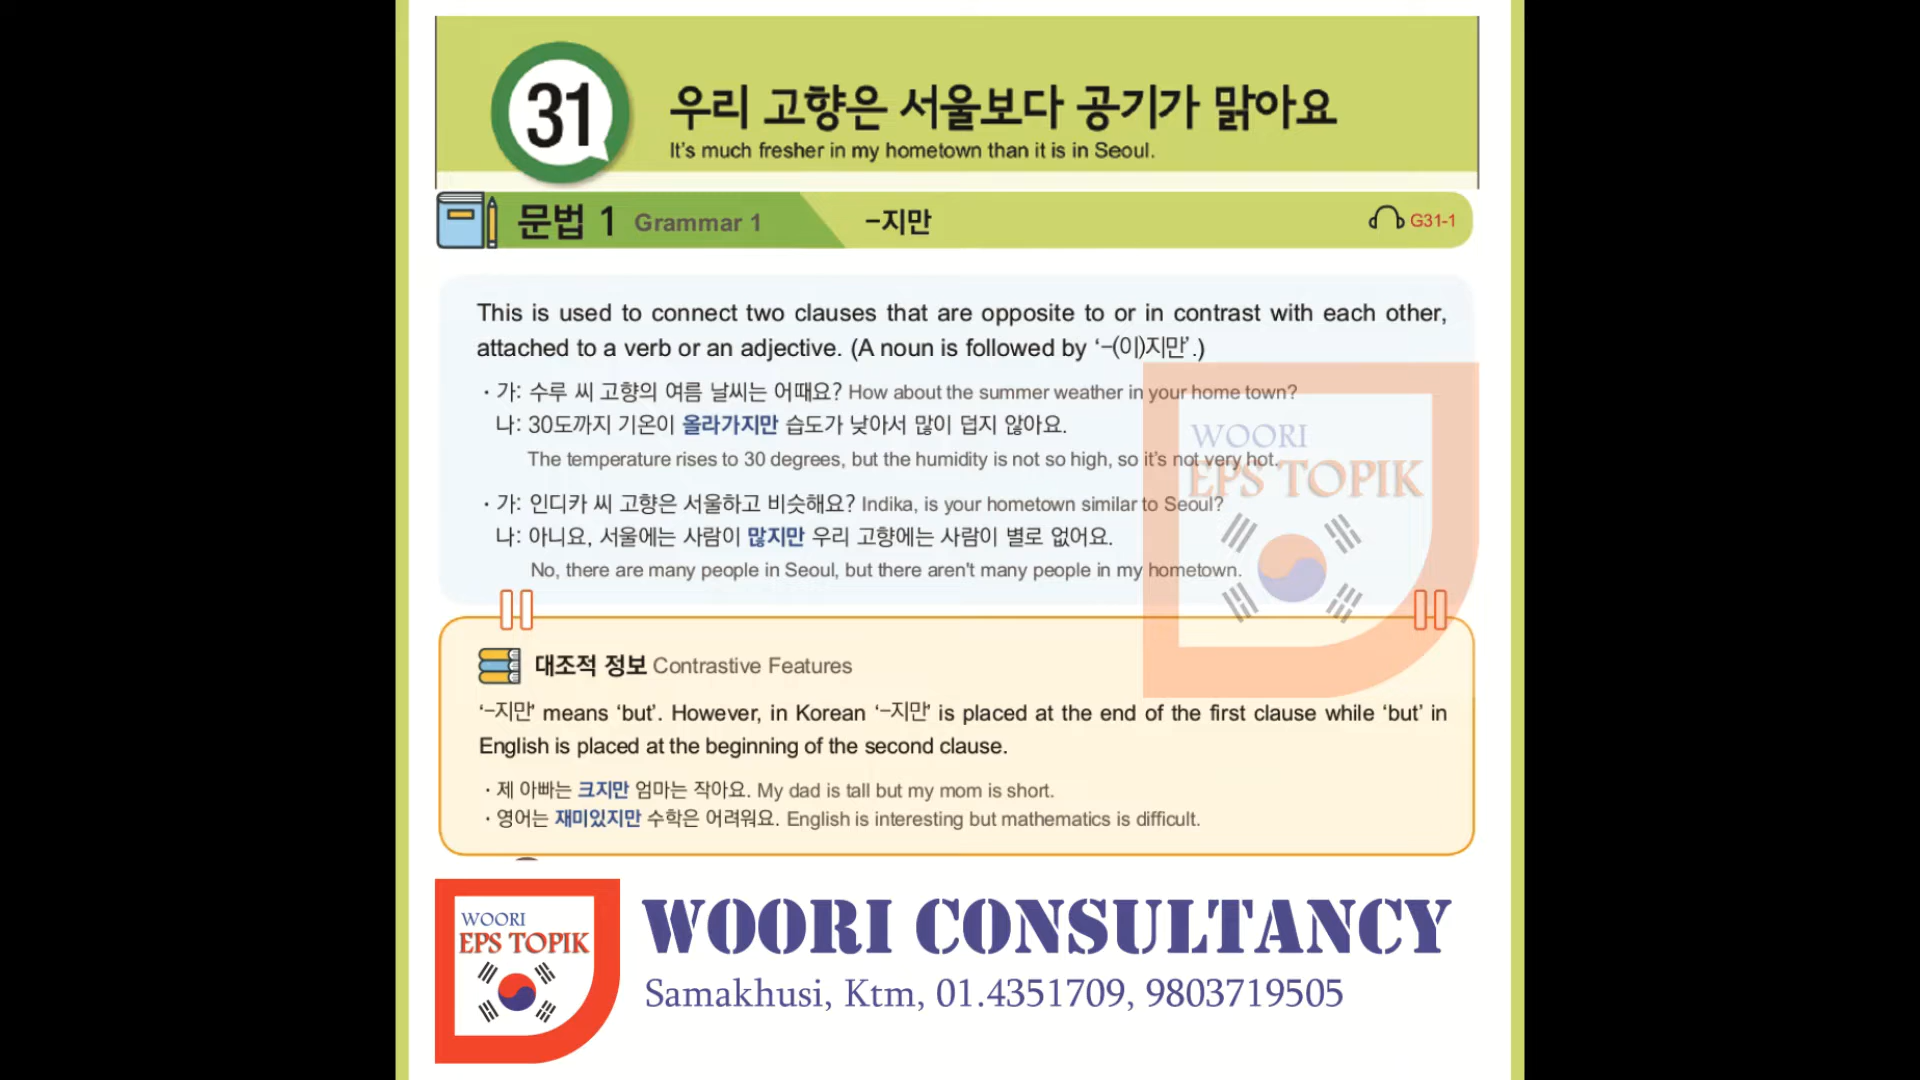 31
우리 고향은 서울보다 공기가 맑아요
It's much fresher in my hometown than it is in Seoul.
문법 1 Grammar 1 -지만 G31-1
This is used to connect two clauses that are opposite to or in contrast with each other,
attached to a verb or an adjective. (A noun is followed by ‘-(이)지만’.)
· 가: 수루 씨 고향의 여름 날씨는 어때요? How about the summer weather in your home town?
나: 30도까지 기온이 올라가지만 습도가 낮아서 많이 덥지 않아요.
The temperature rises to 30 degrees, but the humidity is not so high, so it's not very hot.
· 가: 인디카 씨 고향은 서울하고 비슷해요? Indika, is your hometown similar to Seoul?
나: 아니요, 서울에는 사람이 많지만 우리 고향에는 사람이 별로 없어요.
No, there are many people in Seoul, but there aren't many people in my hometown.
WOORI
EPS TOPIK
대조적 정보 Contrastive Features
‘-지만’ means ‘but’. However, in Korean ‘-지만’ is placed at the end of the first clause while ‘but’ in
English is placed at the beginning of the second clause.
· 제 아빠는 크지만 엄마는 작아요. My dad is tall but my mom is short.
· 영어는 재미있지만 수학은 어려워요. English is interesting but mathematics is difficult.
WOORI
EPS TOPIK
WOORI CONSULTANCY
Samakhusi, Ktm, 01.4351709, 9803719505